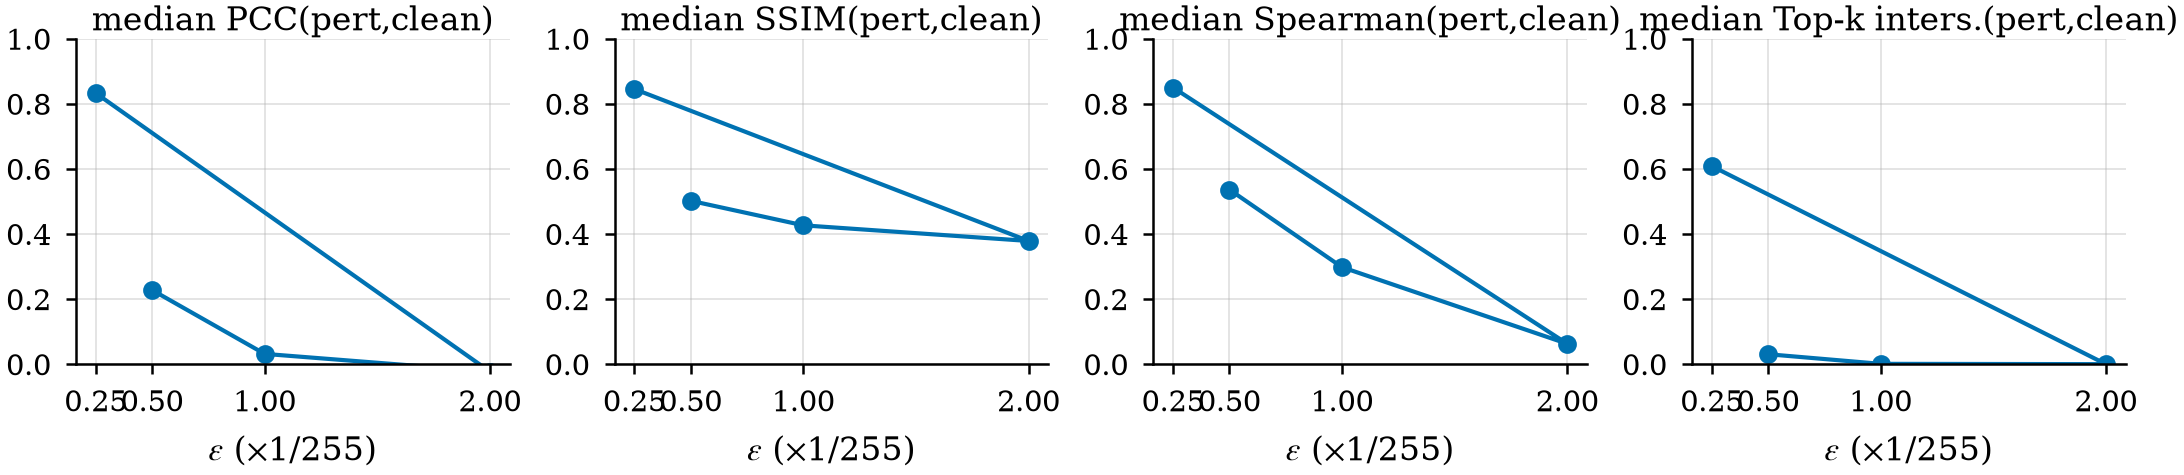 median PCC(pert,clean)
1.0
0.8
0.6
0.4
0.2
0.0
0.25 0.50 1.00 2.00
ε (×1/255)
median SSIM(pert,clean)
1.0
0.8
0.6
0.4
0.2
0.0
0.25 0.50 1.00 2.00
ε (×1/255)
median Spearman(pert,clean)
1.0
0.8
0.6
0.4
0.2
0.0
0.25 0.50 1.00 2.00
ε (×1/255)
median Top-k inters.(pert,clean)
1.0
0.8
0.6
0.4
0.2
0.0
0.25 0.50 1.00 2.00
ε (×1/255)